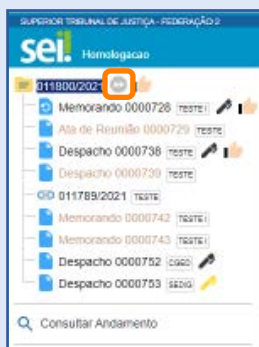 SUPERIOR TRIBUNAL DE JUSTIÇA - FEDERAÇÃO 2
sei! Homologacao
011800/2021
Memorando 0000728 TESTE I
Ata de Reunião 0000729 TESTE
Despacho 0000738 TESTE
Despacho 0000739 TESTE
011789/2021 TESTE
Memorando 0000742 TESTE I
Memorando 0000743 TESTE I
Despacho 0000752 CGED
Despacho 0000753 SEDIG
Consultar Andamento